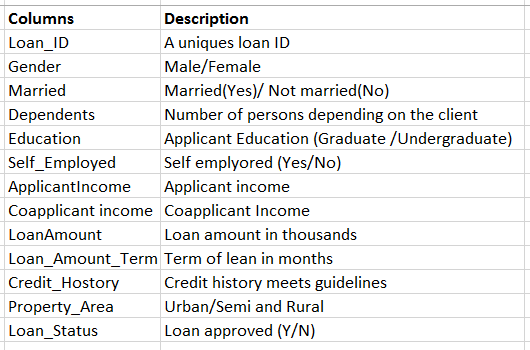 Columns Description
Loan_ID A uniques loan ID
Gender Male/Female
Married Married(Yes)/ Not married(No)
Dependents Number of persons depending on the client
Education Applicant Education (Graduate /Undergraduate)
Self_Employed Self emplyored (Yes/No)
ApplicantIncome Applicant income
Coapplicant income Coapplicant Income
LoanAmount Loan amount in thousands
Loan_Amount_Term Term of lean in months
Credit_Hostory Credit history meets guidelines
Property_Area Urban/Semi and Rural
Loan_Status Loan approved (Y/N)